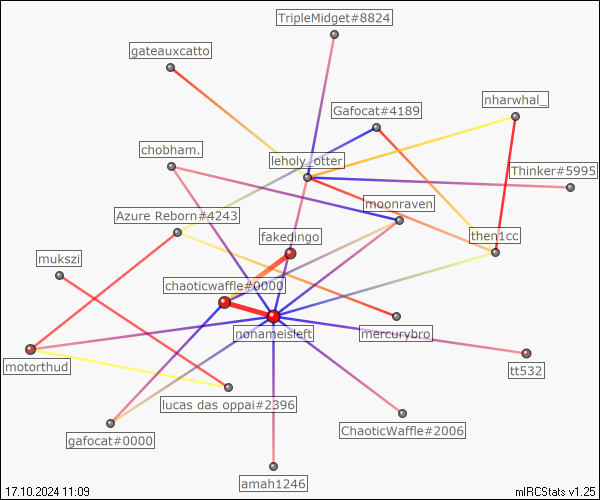 TripleMidget#8824
gateauxcatto
nharwhal_
Gafocat#4189
chobham.
leholy_otter
Thinker#5995
moonraven
Azure Reborn#4243
fakedingo
then1cc
mukszi
chaoticwaffle#0000
nonameisleft
mercurybro_
motorthud
tt532
lucas das oppai#2396
ChaoticWaffle#2006
gafocat#0000
amah1246
17.10.2024 11:09
mIRCStats v1.25